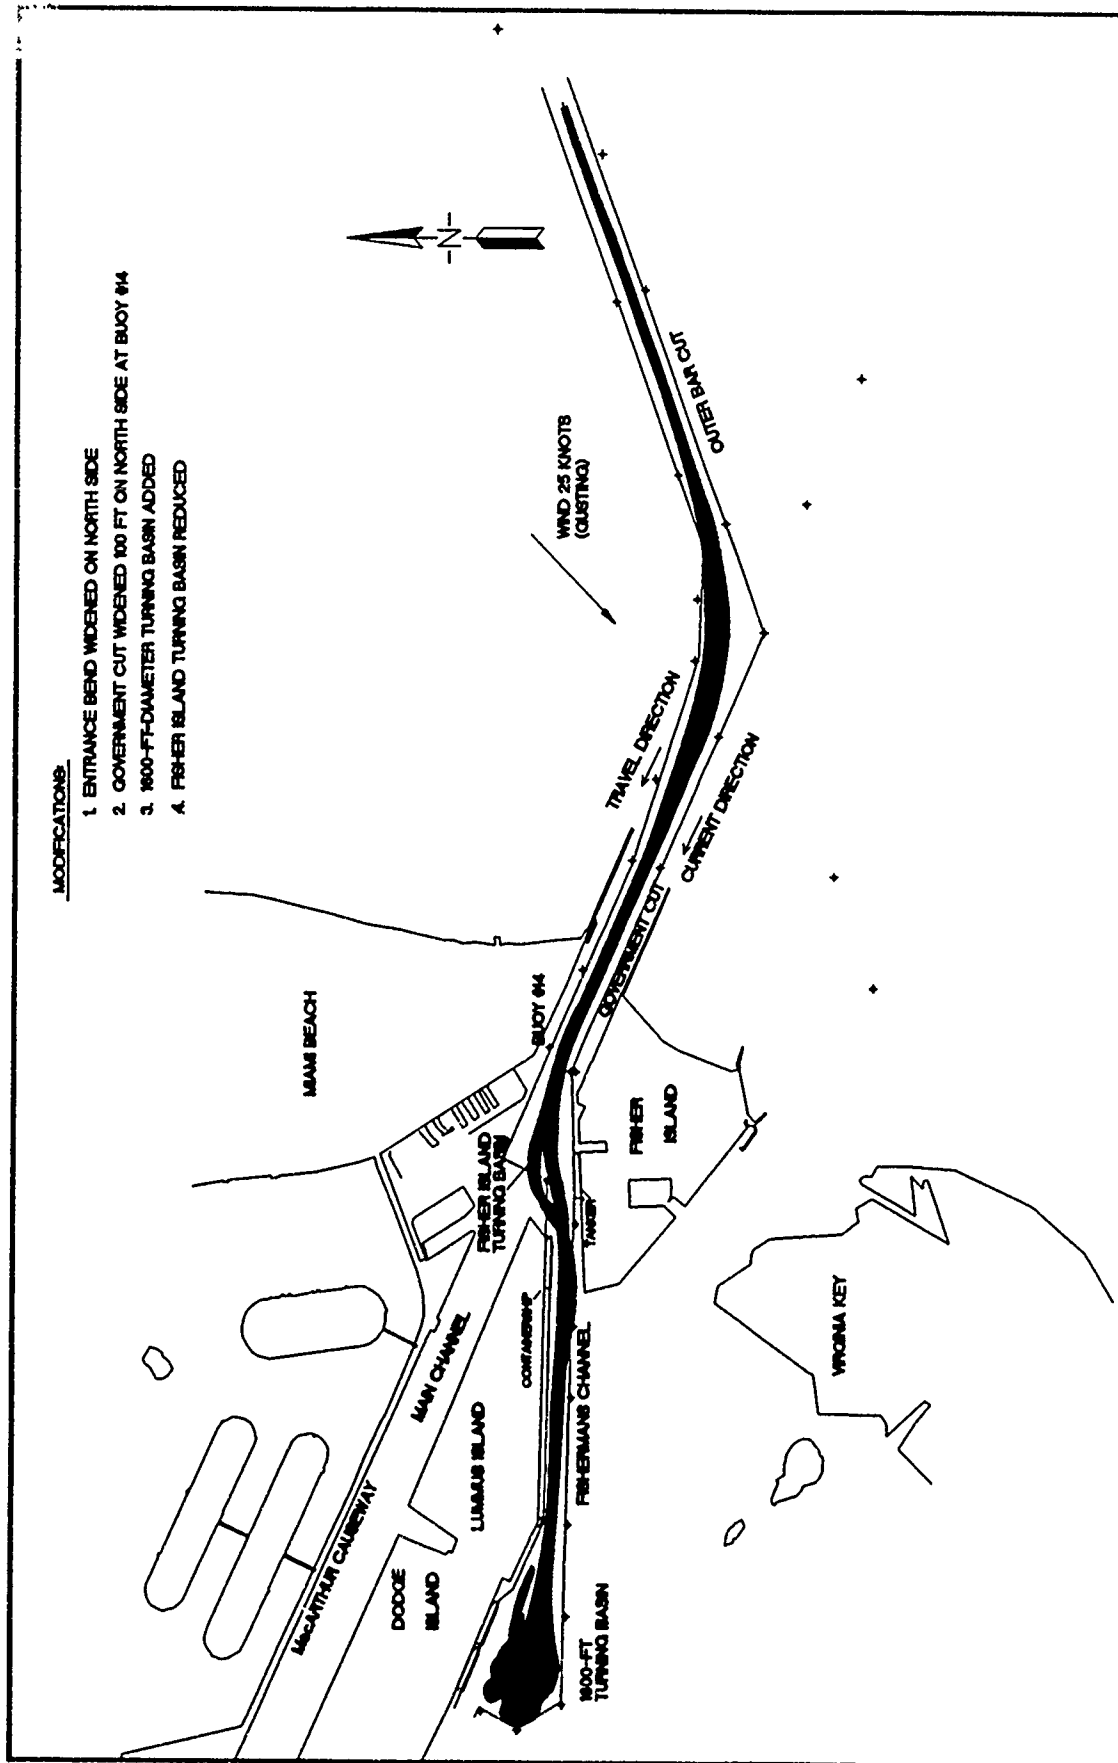 MODIFICATIONS:
1. ENTRANCE BEND WIDENED ON NORTH SIDE
2. GOVERNMENT CUT WIDENED 100 FT ON NORTH SIDE AT BUOY #14
3. 1600-FT-DIAMETER TURNING BASIN ADDED
4. FISHER ISLAND TURNING BASIN REDUCED
N
MIAMI BEACH
WIND 25 KNOTS
(GUSTING)
OUTER BAR CUT
TRAVEL DIRECTION
CURRENT DIRECTION
GOVERNMENT CUT
BUOY #14
FISHER ISLAND
TURNING BASIN
FISHER
ISLAND
TANKER
MAIN CHANNEL
CONTAINERSHIP
FISHERMANS CHANNEL
LUMMUS ISLAND
MacARTHUR CAUSEWAY
DODGE
ISLAND
1600-FT
TURNING BASIN
VIRGINIA KEY